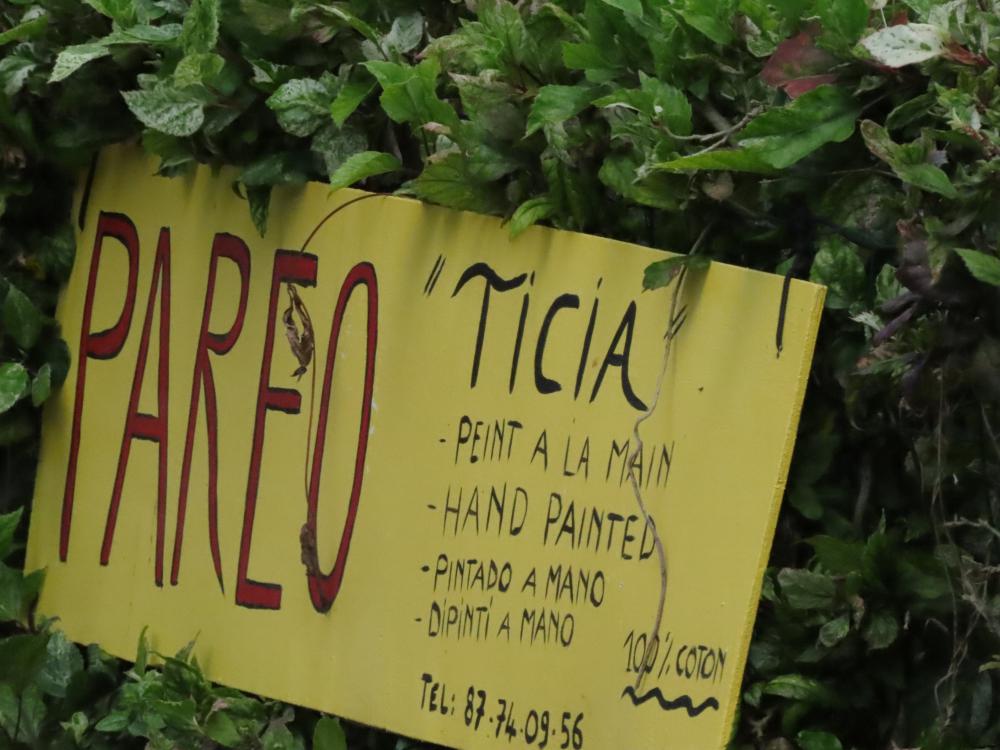 PAREO
"TiCiA"
- PEINT A LA MAIN
- HAND PAINTED
- PINTADO A MANO
- DiPiNTi A MANO
100% COTON
TEL: 87.74.09.56